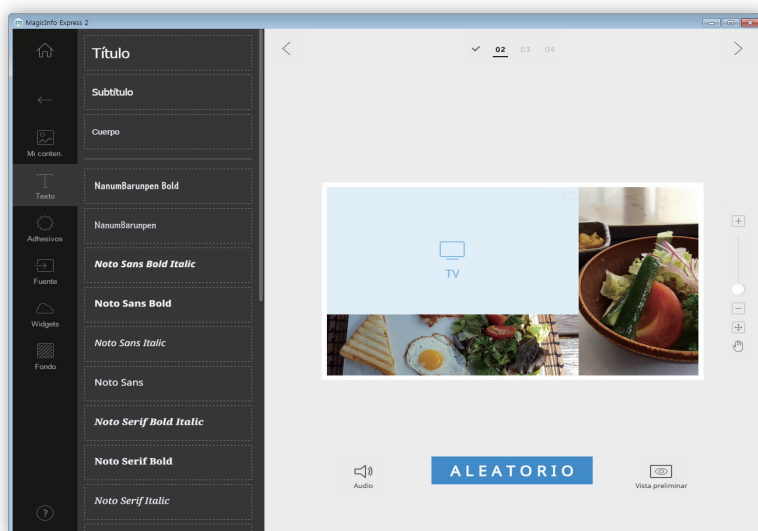 MagicInfo Express 2
Mi conten.
Texto
Adhesivos
Fuente
Widgets
Fondo
?
Título
Subtítulo
Cuerpo
NanumBarunpen Bold
NanumBarunpen
Noto Sans Bold Italic
Noto Sans Bold
Noto Sans Italic
Noto Sans
Noto Serif Bold Italic
Noto Serif Bold
Noto Serif Italic
02 03 04
TV
Audio
ALEATORIO
Vista preliminar